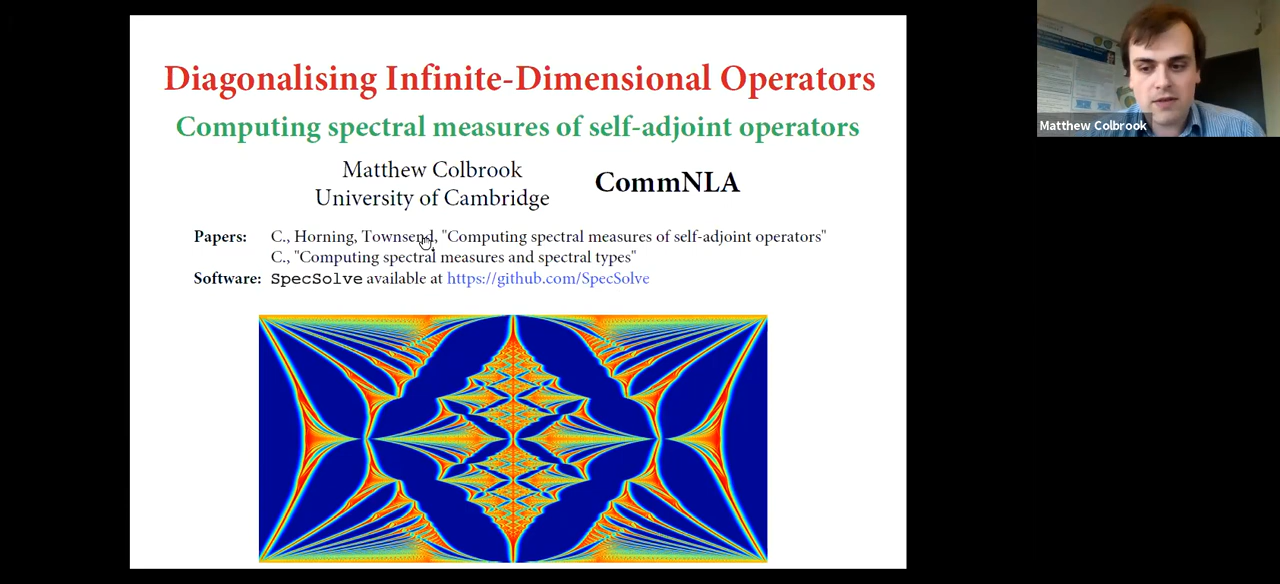 Diagonalising Infinite-Dimensional Operators
Computing spectral measures of self-adjoint operators
Matthew Colbrook
University of Cambridge
CommNLA
Papers: C., Horning, Townsend, "Computing spectral measures of self-adjoint operators"
C., "Computing spectral measures and spectral types"
Software: SpecSolve available at https://github.com/SpecSolve
Matthew Colbrook